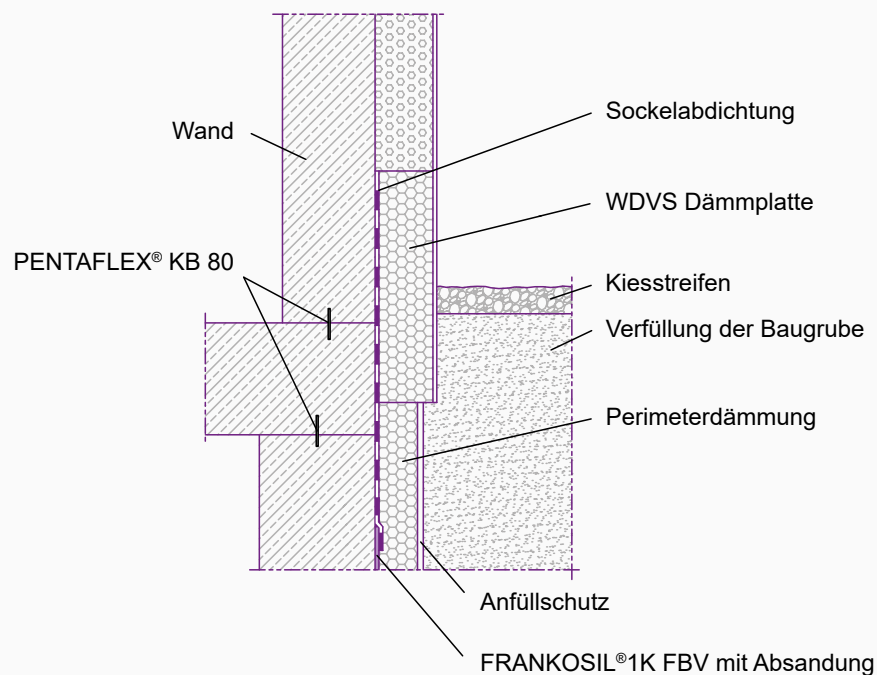 Sockelabdichtung
Wand
WDVS Dämmplatte
PENTAFLEX® KB 80
Kiesstreifen
Verfüllung der Baugrube
Perimeterdämmung
Anfüllschutz
FRANKOSIL®1K FBV mit Absandung